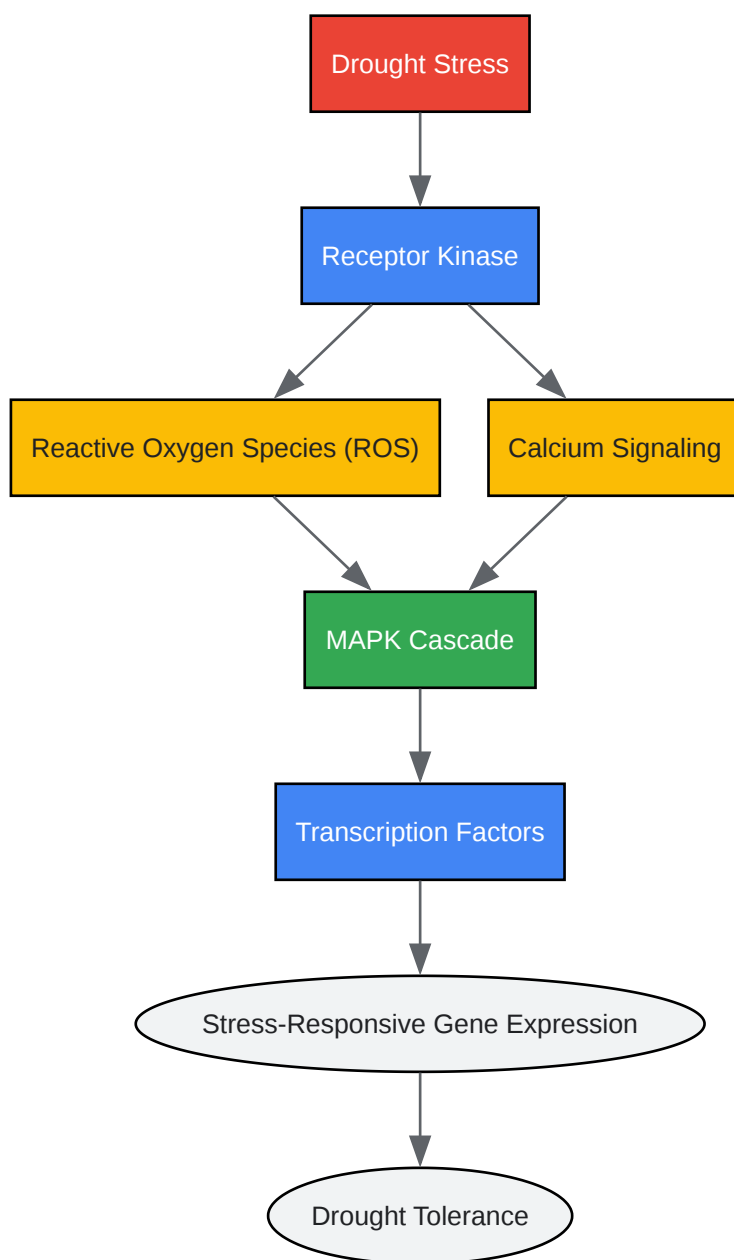 Drought Stress
Receptor Kinase
Reactive Oxygen Species (ROS)
Calcium Signaling
MAPK Cascade
Transcription Factors
Stress-Responsive Gene Expression
Drought Tolerance